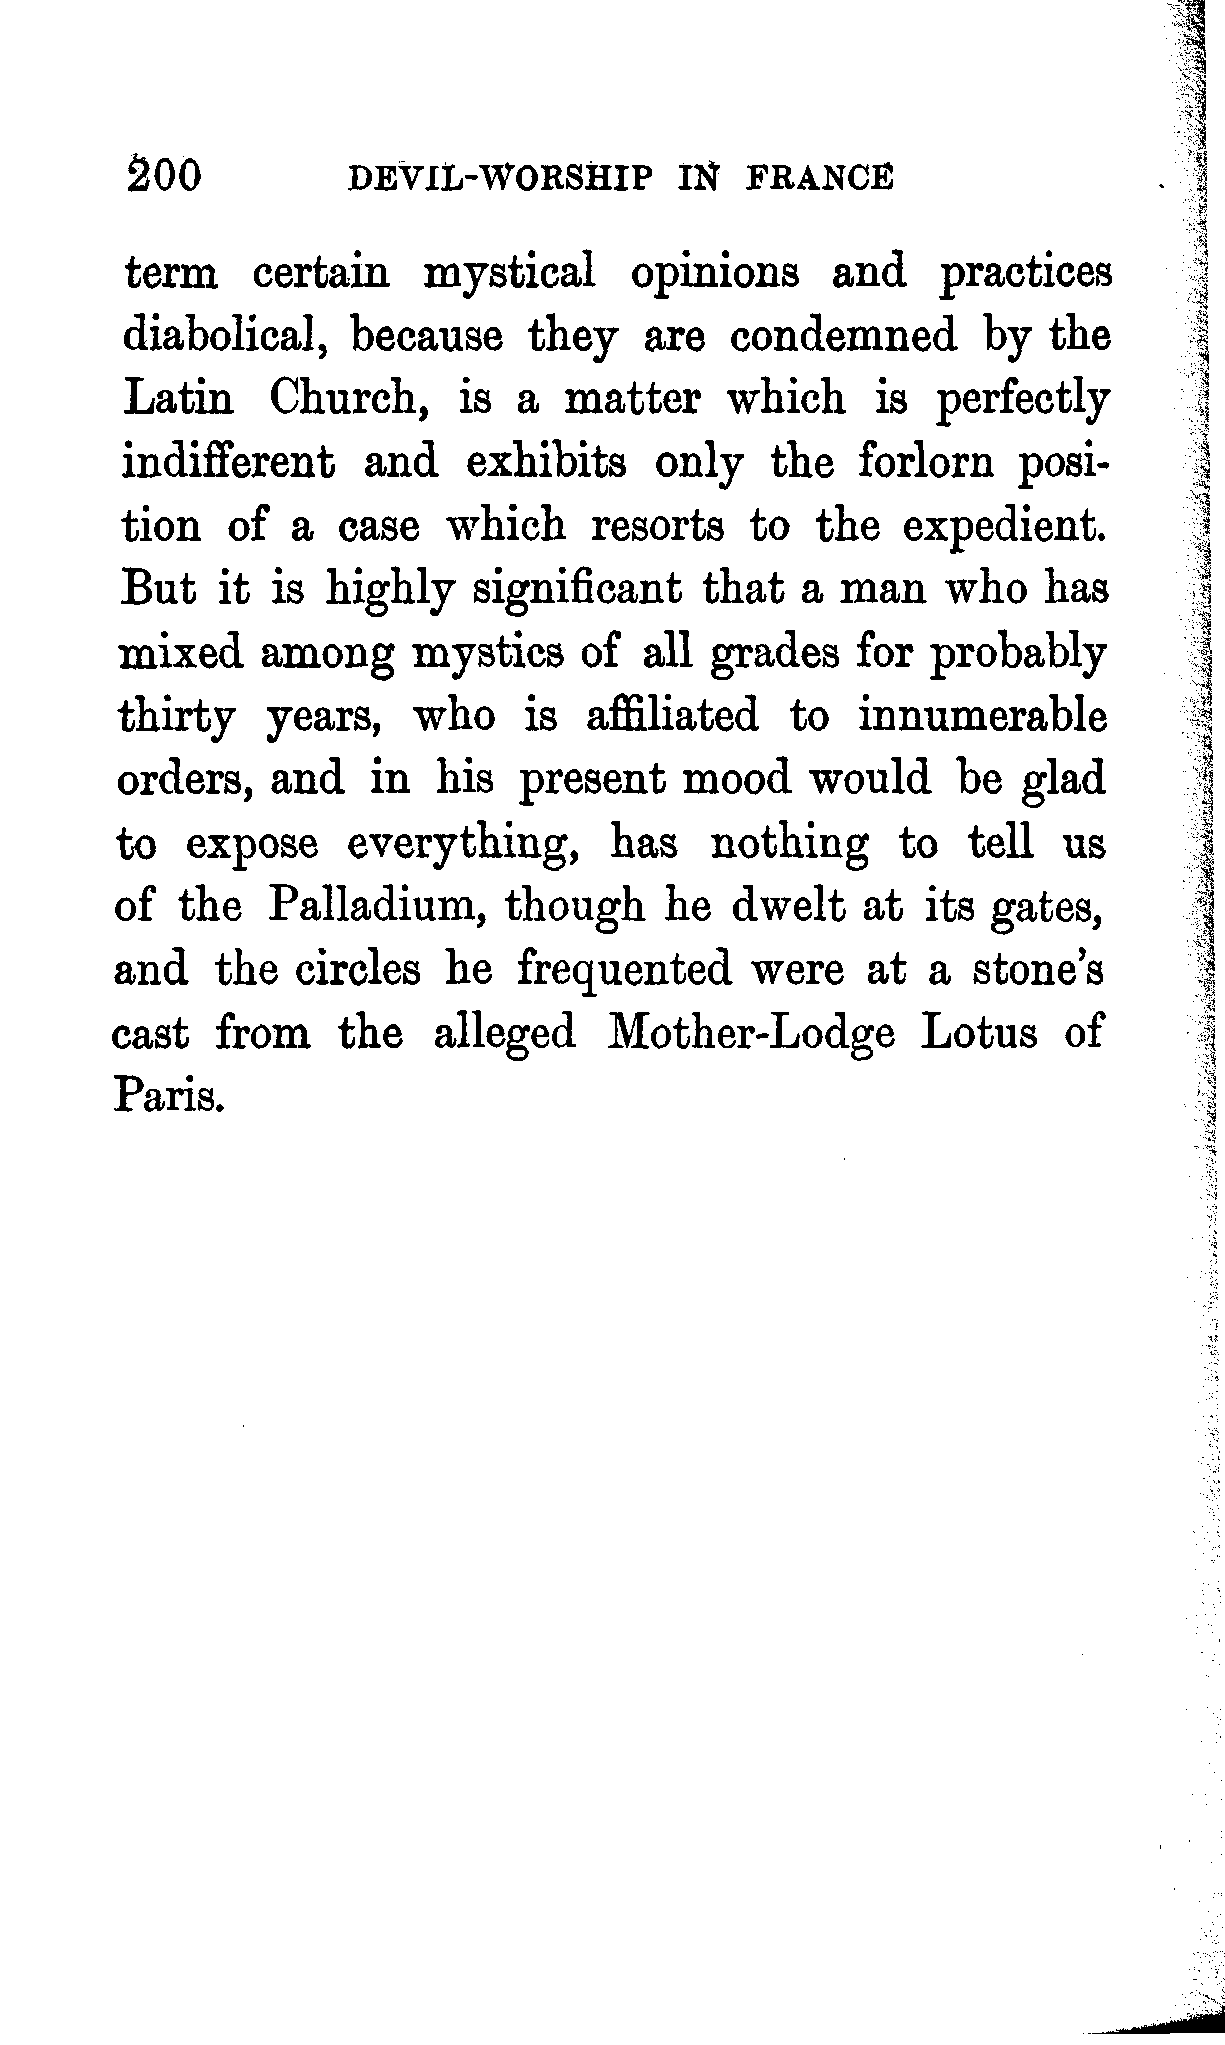 200 DEVIL-WORSHIP IN FRANCE
term certain mystical opinions and practices
diabolical, because they are condemned by the
Latin Church, is a matter which is perfectly
indifferent and exhibits only the forlorn posi-
tion of a case which resorts to the expedient.
But it is highly significant that a man who has
mixed among mystics of all grades for probably
thirty years, who is affiliated to innumerable
orders, and in his present mood would be glad
to expose everything, has nothing to tell us
of the Palladium, though he dwelt at its gates,
and the circles he frequented were at a stone's
cast from the alleged Mother-Lodge Lotus of
Paris.